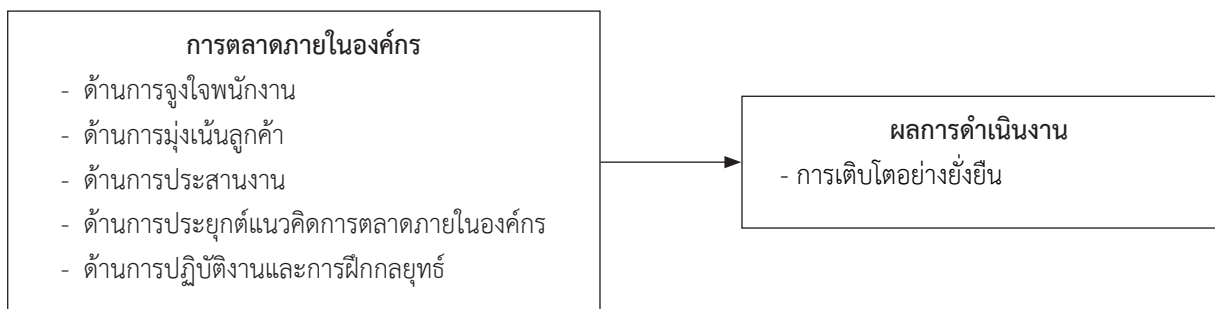 การตลาดภายในองค์กร
- ด้านการจูงใจพนักงาน
- ด้านการมุ่งเน้นลูกค้า
- ด้านการประสานงาน
- ด้านการประยุกต์แนวคิดการตลาดภายในองค์กร
- ด้านการปฏิบัติงานและการฝึกกลยุทธ์
ผลการดำเนินงาน
- การเติบโตอย่างยั่งยืน